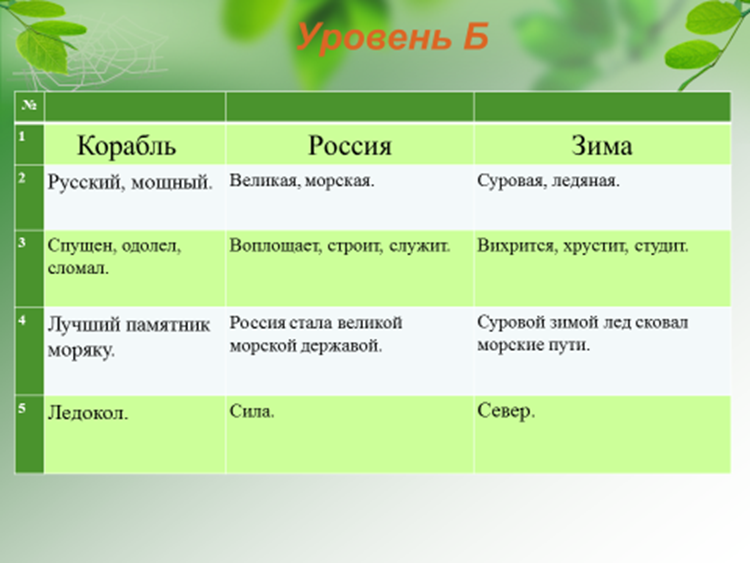 Уровень Б
№
1 Корабль Россия Зима
2 Русский, мощный. Великая, морская. Суровая, ледяная.
3 Спущен, одолел, сломал. Воплощает, строит, служит. Вихрится, хрустит, студит.
4 Лучший памятник моряку. Россия стала великой морской державой. Суровой зимой лед сковал морские пути.
5 Ледокол. Сила. Север.